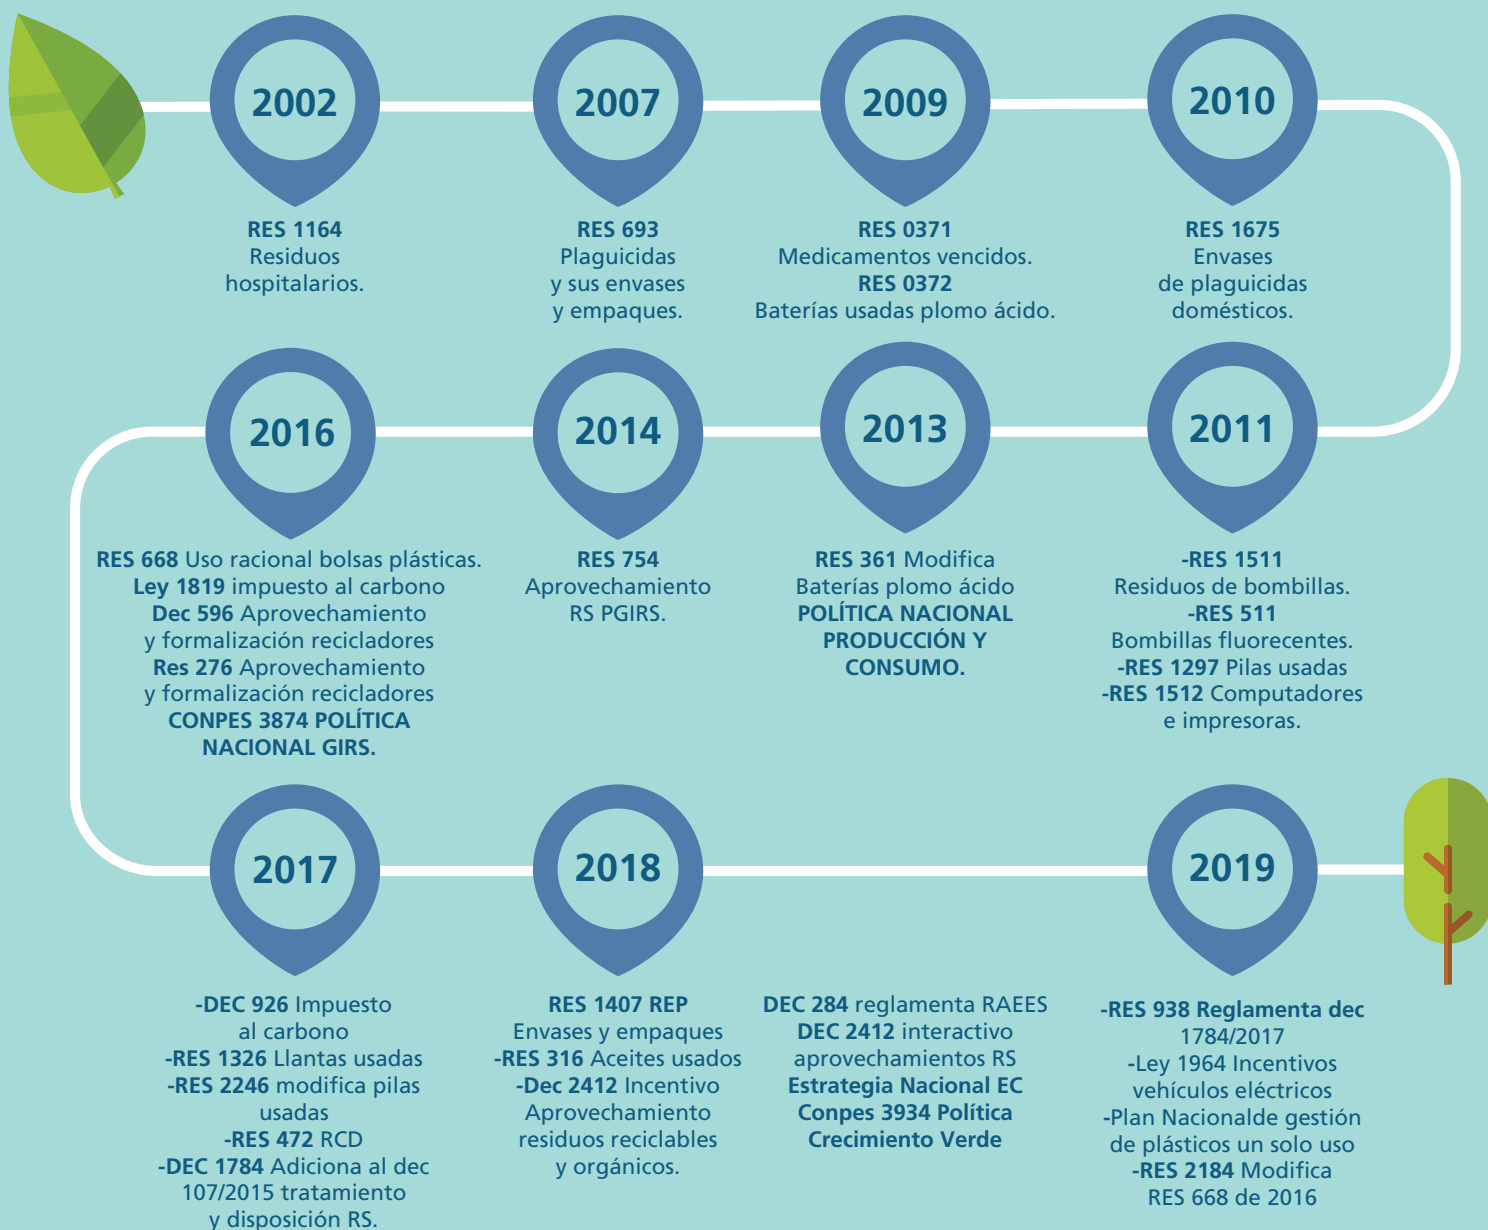 2002
RES 1164
Residuos
hospitalarios.
2007
RES 693
Plaguicidas
y sus envases
y empaques.
2009
RES 0371
Medicamentos vencidos.
RES 0372
Baterías usadas plomo ácido.
2010
RES 1675
Envases
de plaguicidas
domésticos.
2011
-RES 1511
Residuos de bombillas.
-RES 511
Bombillas fluorecentes.
-RES 1297 Pilas usadas
-RES 1512 Computadores
e impresoras.
2013
RES 361 Modifica
Baterías plomo ácido
POLÍTICA NACIONAL
PRODUCCIÓN Y
CONSUMO.
2014
RES 754
Aprovechamiento
RS PGIRS.
2016
RES 668 Uso racional bolsas plásticas.
Ley 1819 impuesto al carbono
Dec 596 Aprovechamiento
y formalización recicladores
Res 276 Aprovechamiento
y formalización recicladores
CONPES 3874 POLÍTICA
NACIONAL GIRS.
2017
-DEC 926 Impuesto
al carbono
-RES 1326 Llantas usadas
-RES 2246 modifica pilas
usadas
-RES 472 RCD
-DEC 1784 Adiciona al dec
107/2015 tratamiento
y disposición RS.
2018
RES 1407 REP
Envases y empaques
-RES 316 Aceites usados
-Dec 2412 Incentivo
Aprovechamiento
residuos reciclables
y orgánicos.
DEC 284 reglamenta RAEES
DEC 2412 interactivo
aprovechamientos RS
Estrategia Nacional EC
Conpes 3934 Política
Crecimiento Verde
2019
-RES 938 Reglamenta dec
1784/2017
-Ley 1964 Incentivos
vehículos eléctricos
-Plan Nacionalde gestión
de plásticos un solo uso
-RES 2184 Modifica
RES 668 de 2016